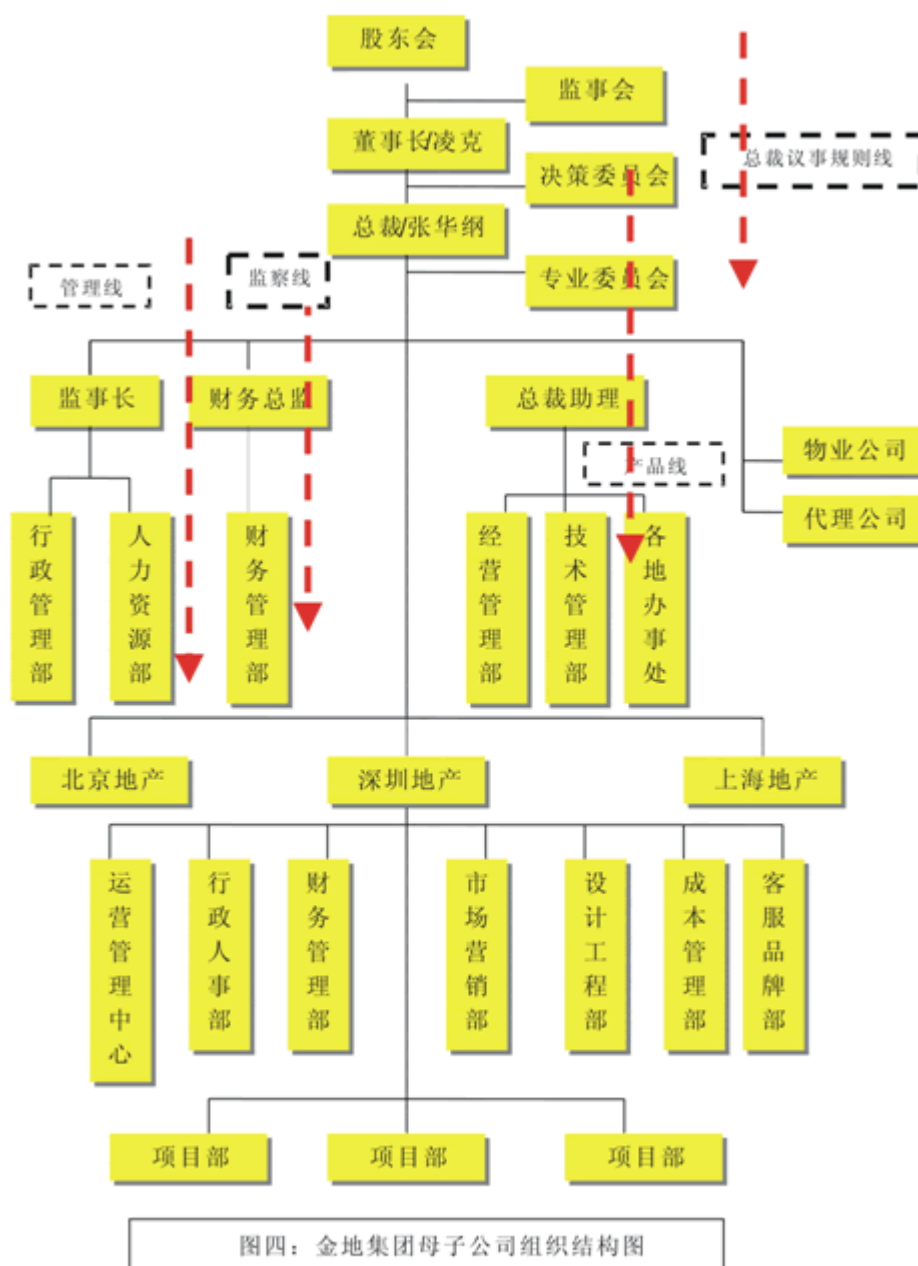 股东会
监事会
董事长/凌克
总裁议事规则线
决策委员会
总裁/张华纲
专业委员会
管理线
监察线
监事长
财务总监
总裁助理
物业公司
产品线
代理公司
行政管理部
人力资源部
财务管理部
经营管理部
技术管理部
各地办事处
北京地产
深圳地产
上海地产
运营管理中心
行政人事部
财务管理部
市场营销部
设计工程部
成本管理部
客服品牌部
项目部
项目部
项目部
图四：金地集团母子公司组织结构图